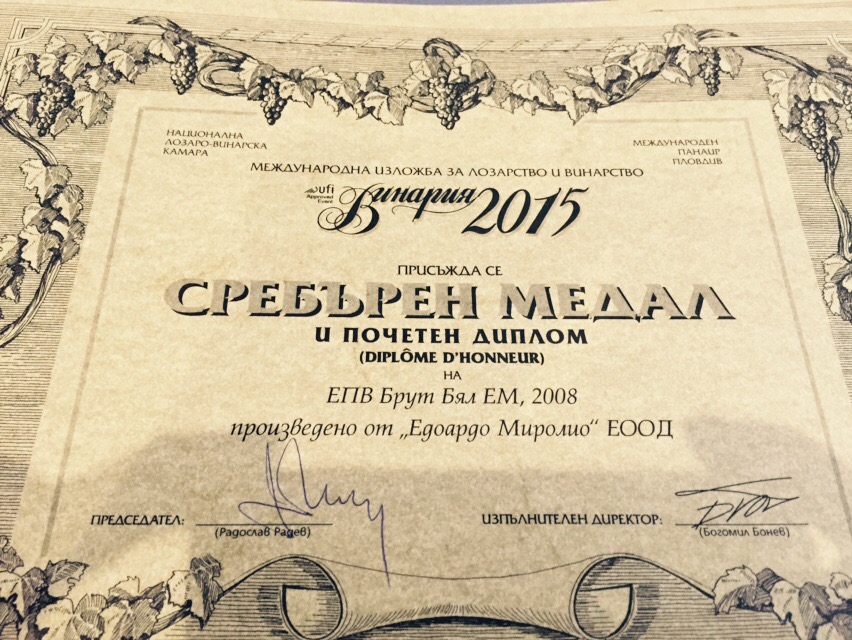 НАЦИОНАЛНА
ЛОЗАРО-ВИНАРСКА
КАМАРА
МЕЖДУНАРОДЕН
ПАНАИР
ПЛОВДИВ
МЕЖДУНАРОДНА ИЗЛОЖБА ЗА ЛОЗАРСТВО И ВИНАРСТВО
ufi
Approved
Event
Винария 2015
ПРИСЪЖДА СЕ
СРЕБЪРЕН МЕДАЛ
И ПОЧЕТЕН ДИПЛОМ
(DIPLÔME D'HONNEUR)
НА
ЕПВ Брут Бял ЕМ, 2008
произведено от „Едоардо Миролио“ ЕООД
ПРЕДСЕДАТЕЛ:
(Радослав Радев)
ИЗПЪЛНИТЕЛЕН ДИРЕКТОР:
(Богомил Бонев)